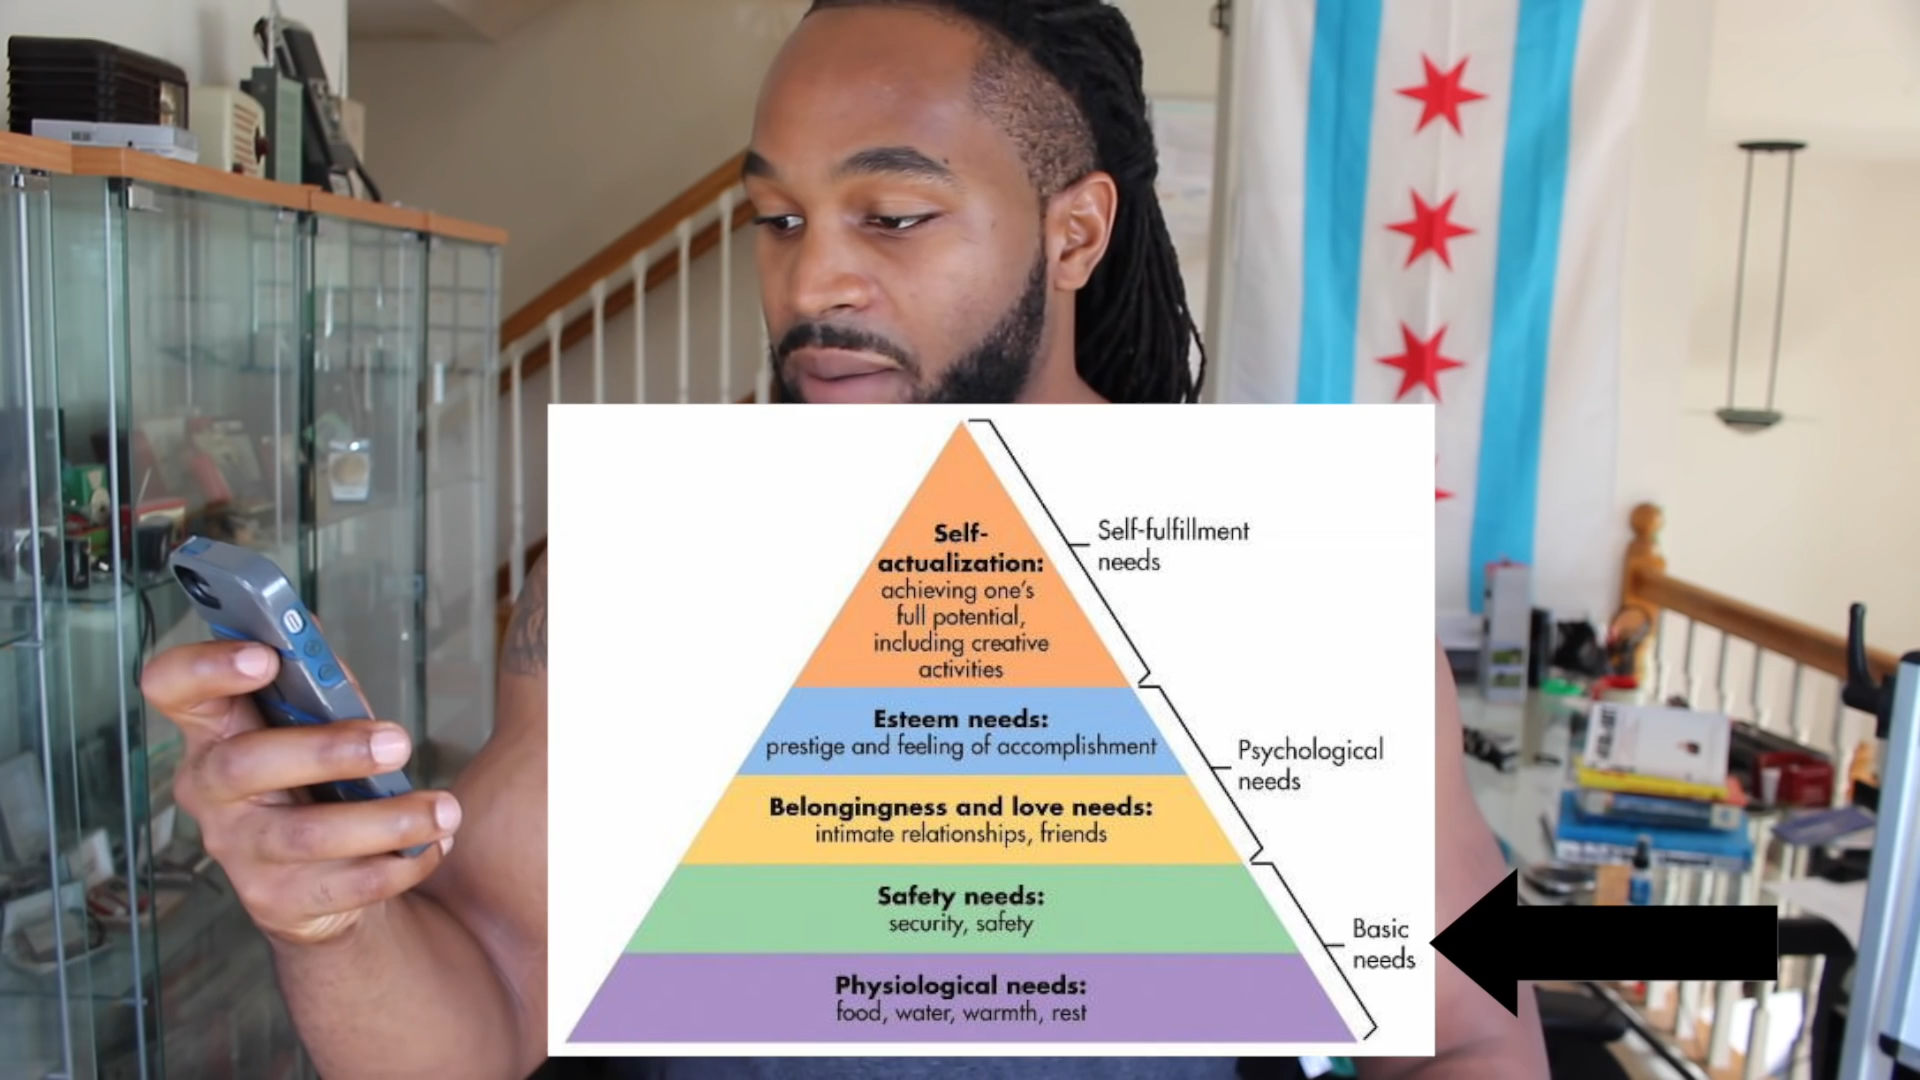 Self-
actualization:
achieving one's
full potential,
including creative
activities
Self-fulfillment
needs
Esteem needs:
prestige and feeling of accomplishment
Psychological
needs
Belongingness and love needs:
intimate relationships, friends
Safety needs:
security, safety
Basic
needs
Physiological needs:
food, water, warmth, rest